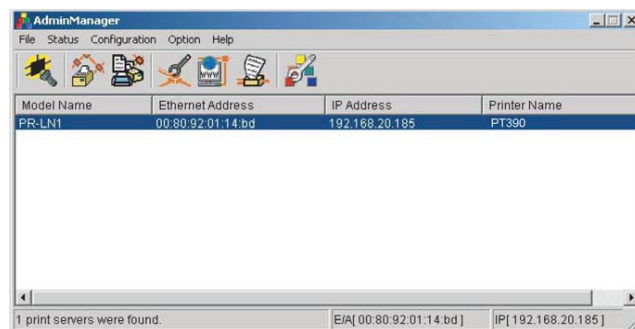 AdminManager
File Status Configuration Option Help
WWW
Model Name Ethernet Address IP Address Printer Name
PR-LN1 00:80:92:01:14:bd 192.168.20.185 PT390
1 print servers were found. E/A[ 00:80:92:01:14:bd ] IP[ 192.168.20.185 ]